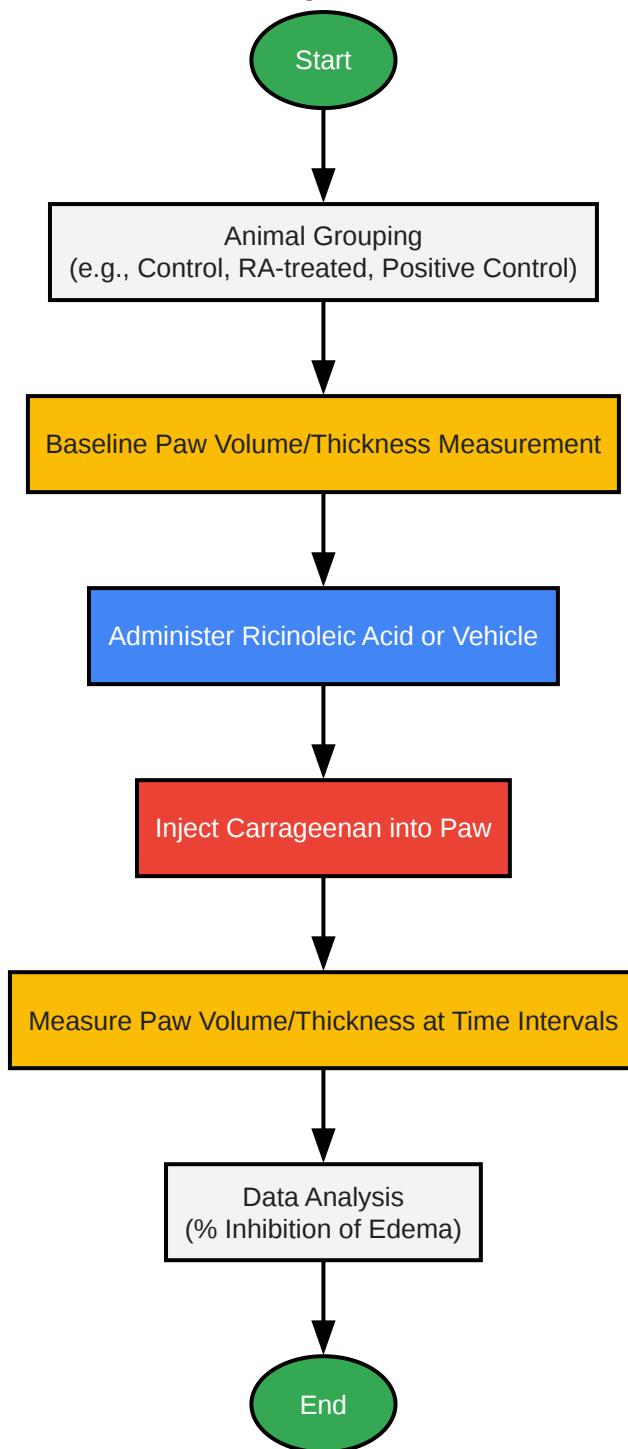 Start
Animal Grouping
(e.g., Control, RA-treated, Positive Control)
Baseline Paw Volume/Thickness Measurement
Administer Ricinoleic Acid or Vehicle
Inject Carrageenan into Paw
Measure Paw Volume/Thickness at Time Intervals
Data Analysis
(% Inhibition of Edema)
End